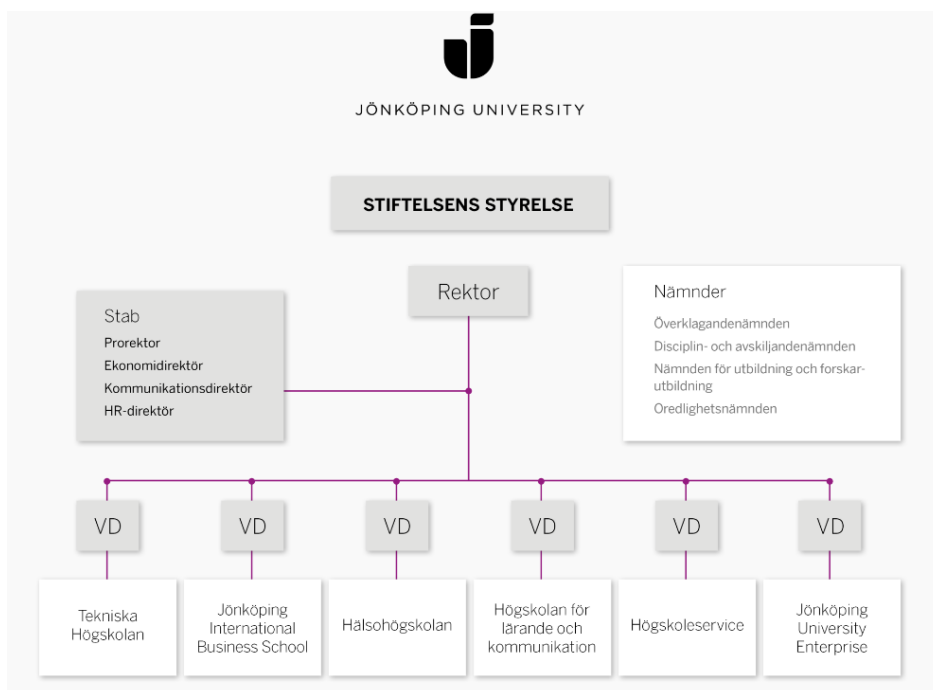 JÖNKÖPING UNIVERSITY
STIFTELSENS STYRELSE
Rektor
Stab
Prorektor
Ekonomidirektör
Kommunikationsdirektör
HR-direktör
Nämnder
Överklagandenämnden
Disciplin- och avskiljandenämnden
Nämnden för utbildning och forskar-
utbildning
Oredlighetsnämnden
VD
VD
VD
VD
VD
VD
Tekniska
Högskolan
Jönköping
International
Business School
Hälsohögskolan
Högskolan för
lärande och
kommunikation
Högskoleservice
Jönköping
University
Enterprise